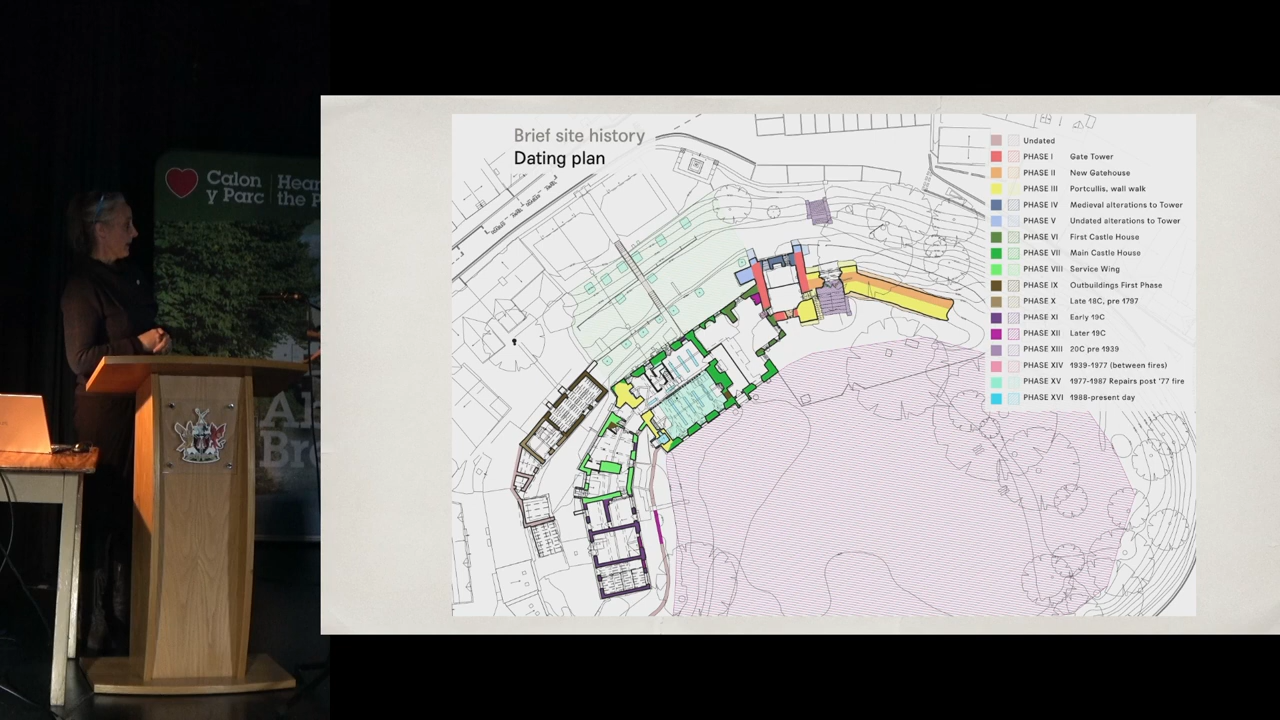 Calon
y Parc
Hear
the P
Al
Bre
Brief site history
Dating plan
Undated
PHASE I Gate Tower
PHASE II New Gatehouse
PHASE III Portcullis, wall walk
PHASE IV Medieval alterations to Tower
PHASE V Undated alterations to Tower
PHASE VI First Castle House
PHASE VII Main Castle House
PHASE VIII Service Wing
PHASE IX Outbuildings First Phase
PHASE X Late 18C, pre 1797
PHASE XI Early 19C
PHASE XII Later 19C
PHASE XIII 20C pre 1939
PHASE XIV 1939-1977 (between fires)
PHASE XV 1977-1987 Repairs post '77 fire
PHASE XVI 1988-present day